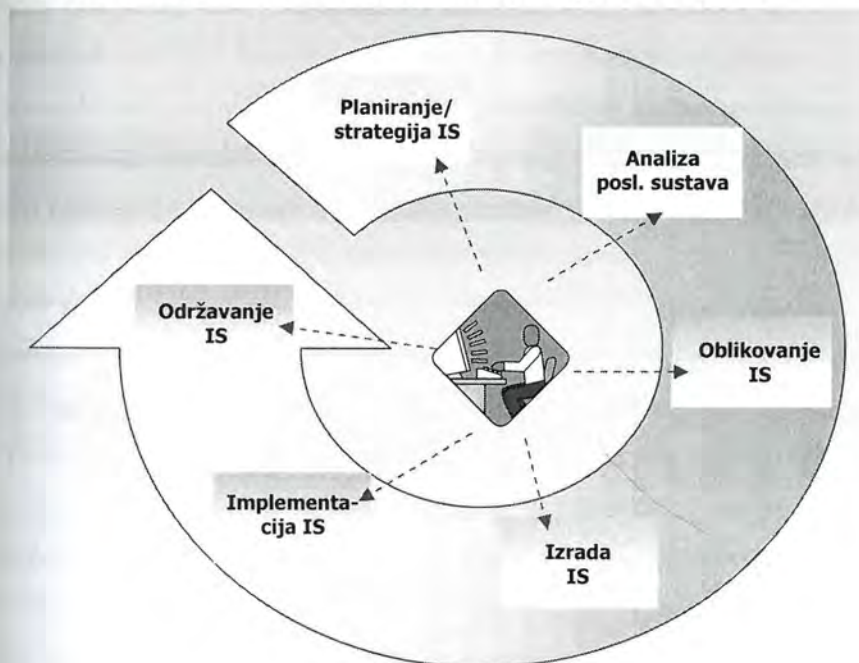 Planiranje/
strategija IS
Analiza
posl. sustava
Oblikovanje
IS
Izrada
IS
Implementa-
cija IS
Održavanje
IS